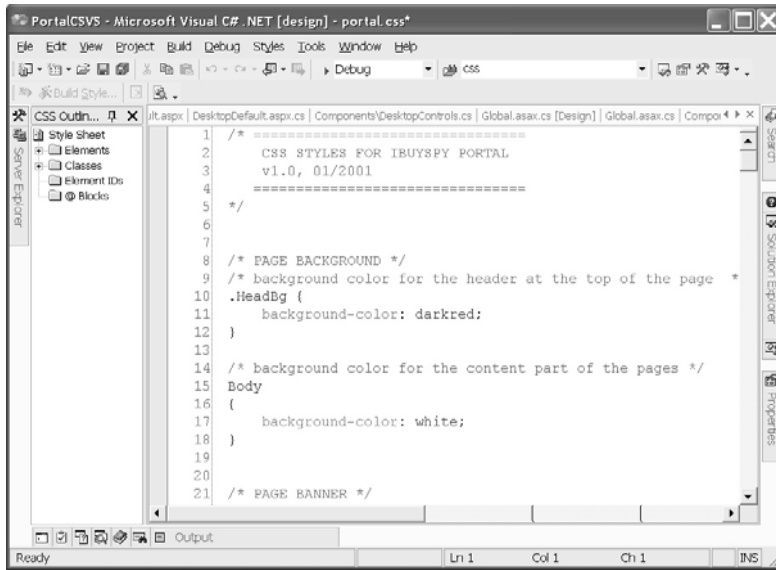 PortalCSVS - Microsoft Visual C# .NET [design] - portal.css*
File Edit View Project Build Debug Styles Tools Window Help
Debug css
Build Style...
CSS Outlin... ult.aspx | DesktopDefault.aspx.cs | Components\DesktopControls.cs | Global.asax.cs [Design] | Global.asax.cs | Compor
Style Sheet
Elements
Classes
Element IDs
@ Blocks
Server Explorer
1 /* ================================
2 CSS STYLES FOR IBUYSPY PORTAL
3 v1.0, 01/2001
4 ================================
5 */
6
7
8 /* PAGE BACKGROUND */
9 /* background color for the header at the top of the page *
10 .HeadBg {
11 background-color: darkred;
12 }
13
14 /* background color for the content part of the pages */
15 Body
16 {
17 background-color: white;
18 }
19
20
21 /* PAGE BANNER */
Search
Solution Explorer
Properties
Output
Ready Ln 1 Col 1 Ch 1 INS